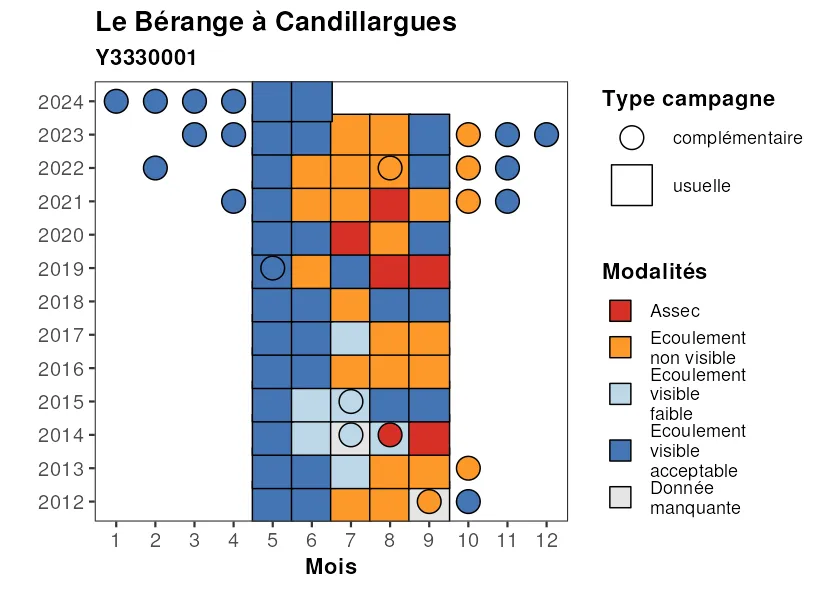 Le Bérange à Candillargues
Y3330001
2024
2023
2022
2021
2020
2019
2018
2017
2016
2015
2014
2013
2012
1 2 3 4 5 6 7 8 9 10 11 12
Mois
Type campagne
complémentaire
usuelle
Modalités
Assec
Ecoulement
non visible
Ecoulement
visible
faible
Ecoulement
visible
acceptable
Donnée
manquante